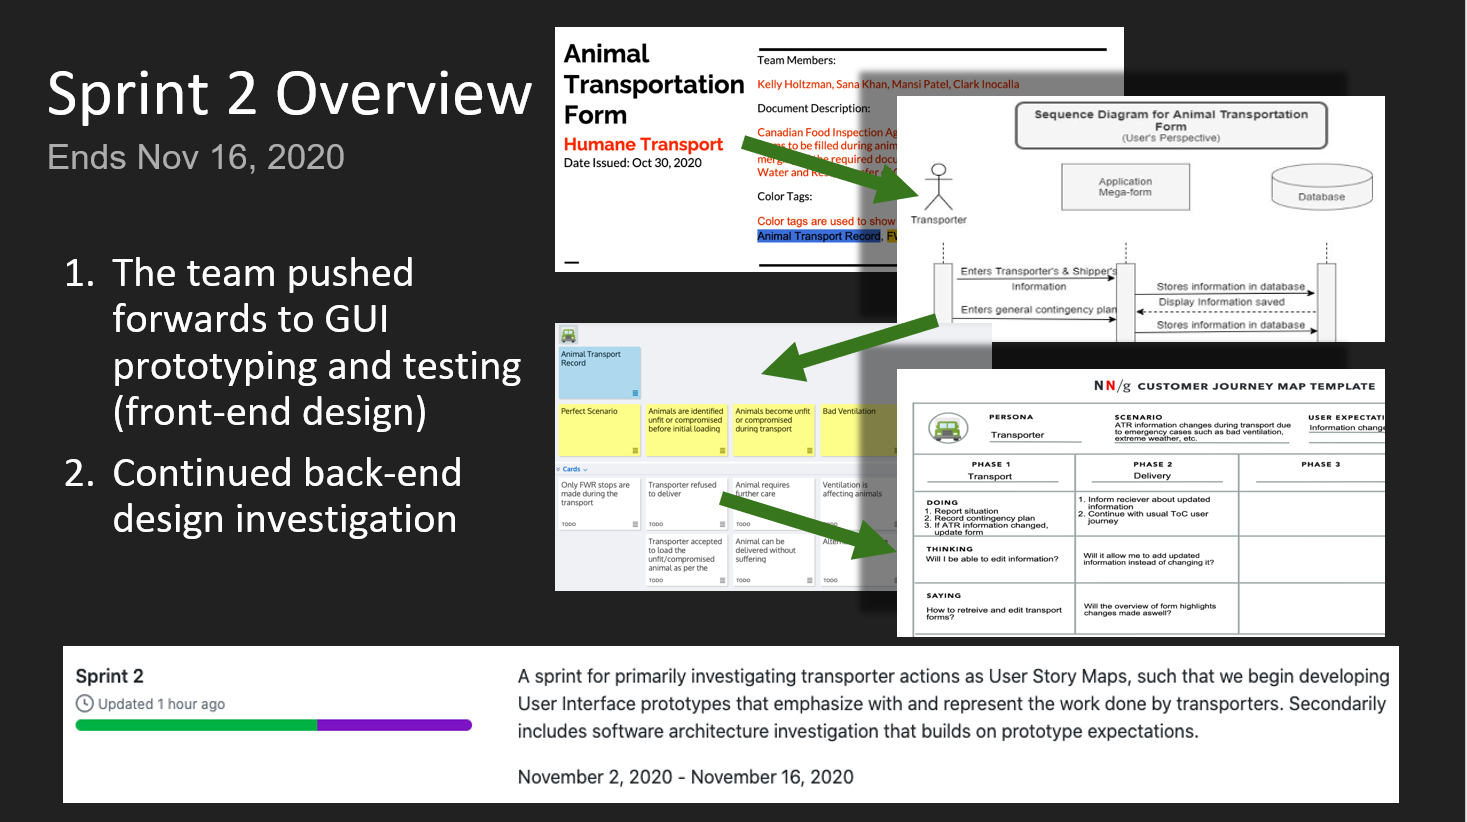 Sprint 2 Overview
Ends Nov 16, 2020
1. The team pushed
forwards to GUI
prototyping and testing
(front-end design)
2. Continued back-end
design investigation
Animal
Transportation
Form
Humane Transport
Date Issued: Oct 30, 2020
Team Members:
Kelly Holtzman, Sana Khan, Mansi Patel, Clark Inocalla
Document Description:
Canadian Food Inspection Ag
to be filled during anim
the required docu
Water and
Color Tags:
Color tags are used to show
Animal Transport Record,
Sequence Diagram for Animal Transportation
Form
(User's Perspective)
Transporter
Application
Mega-form
Database
Enters Transporter's & Shipper's
Information
Enters general contingency plan
Stores information in database
Display Information saved
Stores information in database
Animal Transport
Record
Perfect Scenario
Animals are identified
unfit or compromised
before initial loading
Animals become unfit
or compromised
during transport
Bad Ventilation
Cards
Only FWR stops are
made during the
transport
TODO
Transporter refused
to deliver
TODO
Animal requires
further care
TODO
Ventilation is
affecting animals
TODO
Transporter accepted
to load the
unfit/compromised
animal as per the
TODO
Animal can be
delivered without
suffering
TODO
TODO
NN/g CUSTOMER JOURNEY MAP TEMPLATE
PERSONA
Transporter
SCENARIO
ATR information changes during transport due
to emergency cases such as bad ventilation,
extreme weather, etc.
USER EXPECTATI
Information change
PHASE 1
Transport
PHASE 2
Delivery
PHASE 3
DOING
1. Report situation
2. Record contingency plan
3. If ATR information changed,
update form
1. Inform reciever about updated
information
2. Continue with usual ToC user
journey
THINKING
Will I be able to edit information?
Will it allow me to add updated
information instead of changing it?
SAYING
How to retreive and edit transport
forms?
Will the overview of form highlights
changes made aswell?
Sprint 2
Updated 1 hour ago
A sprint for primarily investigating transporter actions as User Story Maps, such that we begin developing
User Interface prototypes that emphasize with and represent the work done by transporters. Secondarily
includes software architecture investigation that builds on prototype expectations.
November 2, 2020 - November 16, 2020